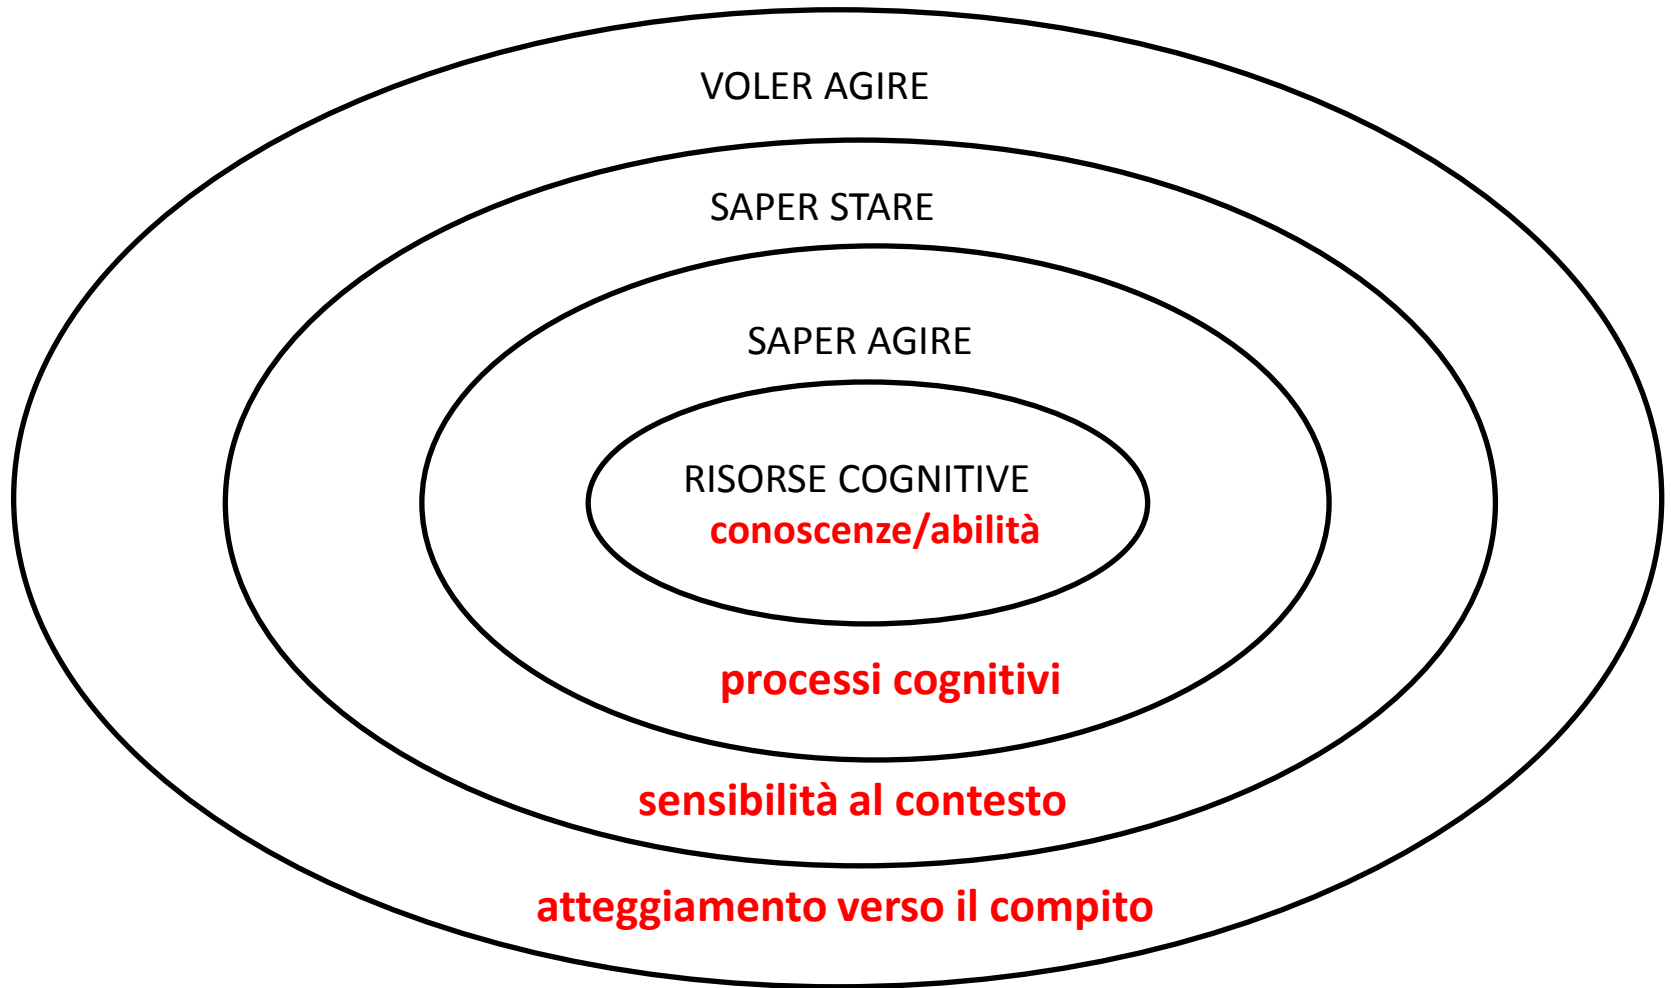 VOLER AGIRE
SAPER STARE
SAPER AGIRE
RISORSE COGNITIVE
conoscenze/abilità
processi cognitivi
sensibilità al contesto
atteggiamento verso il compito